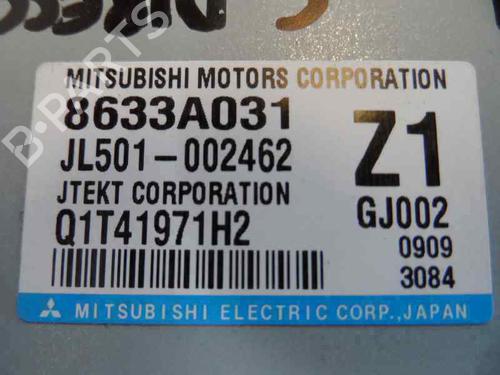 MITSUBISHI MOTORS CORPORATION
8633A031
JL501-002462
Z1
JTEKT CORPORATION
GJ002
Q1T41971H2
0909
3084
MITSUBISHI ELECTRIC CORP., JAPAN